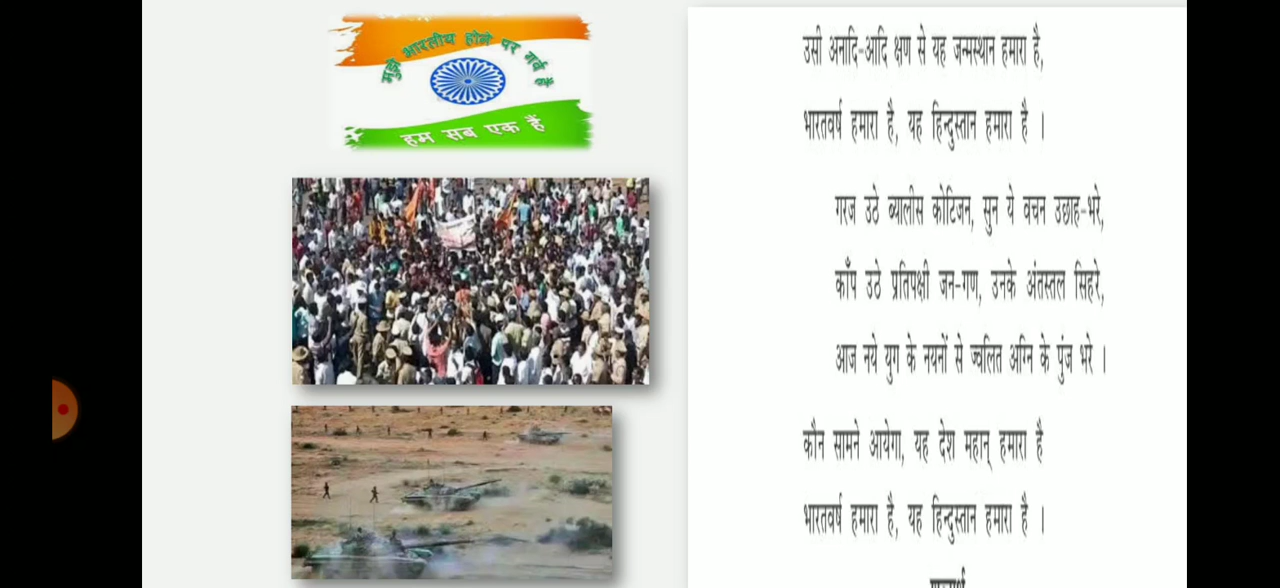 मुझे भारतीय होने पर गर्व है
हम सब एक हैं
उसी अनादि-आदि क्षण से यह जन्मस्थान हमारा है,
भारतवर्ष हमारा है, यह हिन्दुस्तान हमारा है ।
गरज उठे ब्यालीस कोटिजन, सुन ये वचन उछाह-भरे,
काँप उठे प्रतिपक्षी जन-गण, उनके अंतस्तल सिहरे,
आज नये युग के नयनों से ज्वलित अग्नि के पुंज भरे ।
कौन सामने आयेगा, यह देश महान् हमारा है
भारतवर्ष हमारा है, यह हिन्दुस्तान हमारा है ।